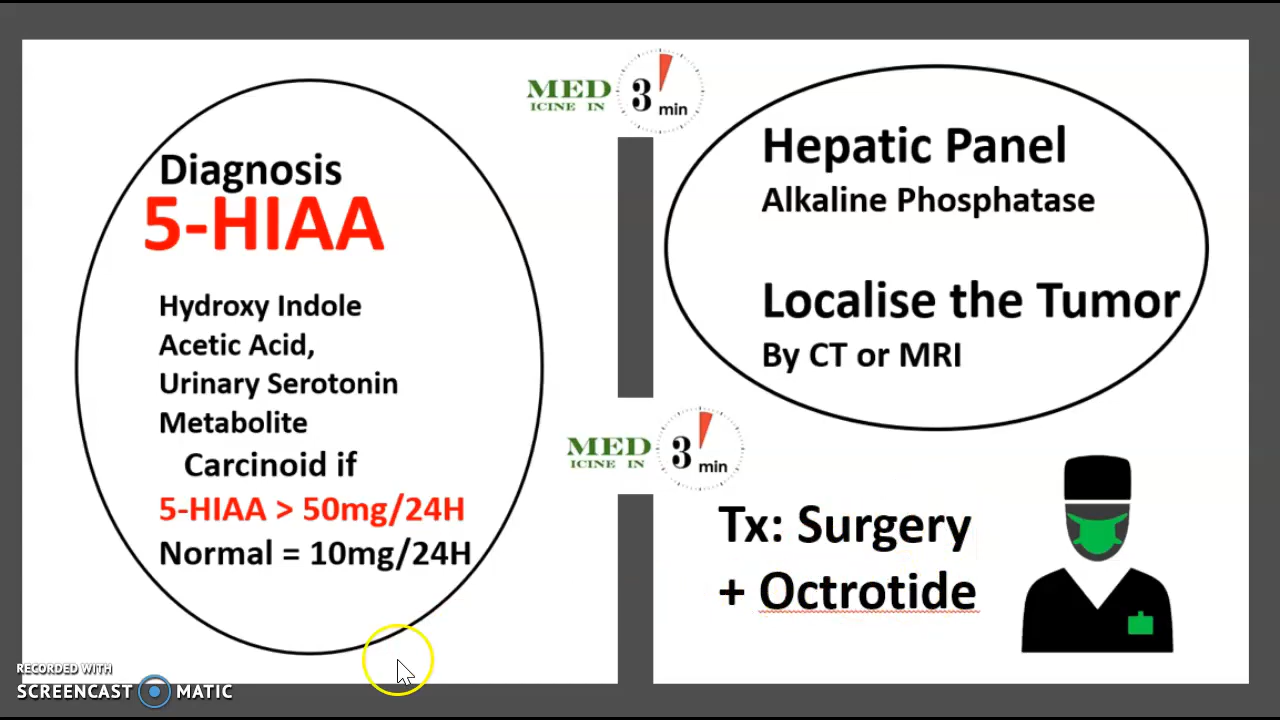 MED
ICINE IN
3 min
Diagnosis
5-HIAA
Hydroxy Indole
Acetic Acid,
Urinary Serotonin
Metabolite
Carcinoid if
5-HIAA > 50mg/24H
Normal = 10mg/24H
Hepatic Panel
Alkaline Phosphatase
Localise the Tumor
By CT or MRI
MED
ICINE IN
3 min
Tx: Surgery
+ Octrotide
RECORDED WITH
SCREENCAST MATIC